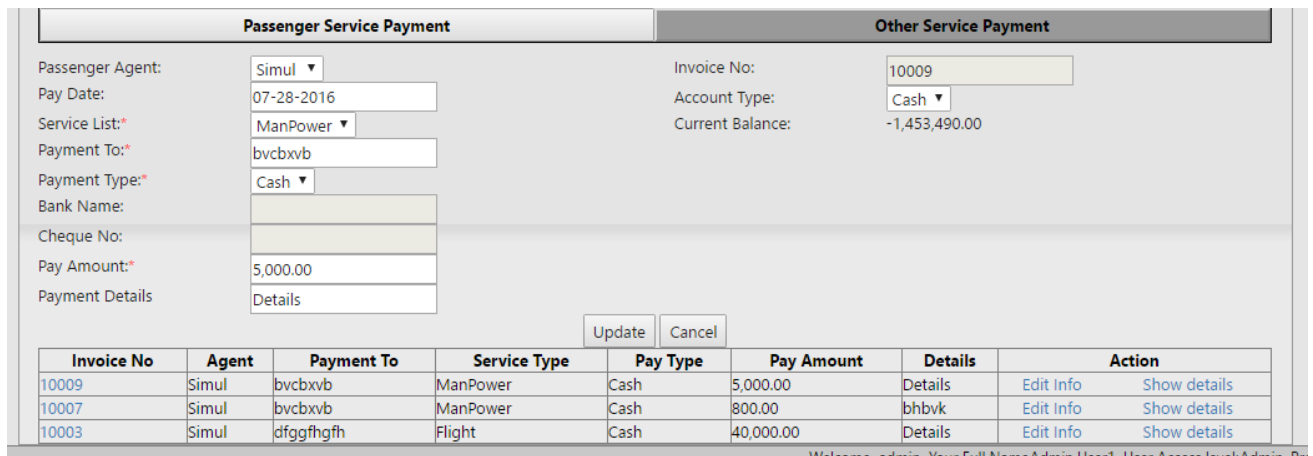 Passenger Service Payment Other Service Payment
Passenger Agent: Simul Invoice No: 10009
Pay Date: 07-28-2016 Account Type: Cash
Service List:* ManPower Current Balance: -1,453,490.00
Payment To:* bvcbxvb
Payment Type:* Cash
Bank Name:
Cheque No:
Pay Amount:* 5,000.00
Payment Details Details
Update Cancel
Invoice No Agent Payment To Service Type Pay Type Pay Amount Details Action
10009 Simul bvcbxvb ManPower Cash 5,000.00 Details Edit Info Show details
10007 Simul bvcbxvb ManPower Cash 800.00 bhbvk Edit Info Show details
10003 Simul dfggfhgfh Flight Cash 40,000.00 Details Edit Info Show details